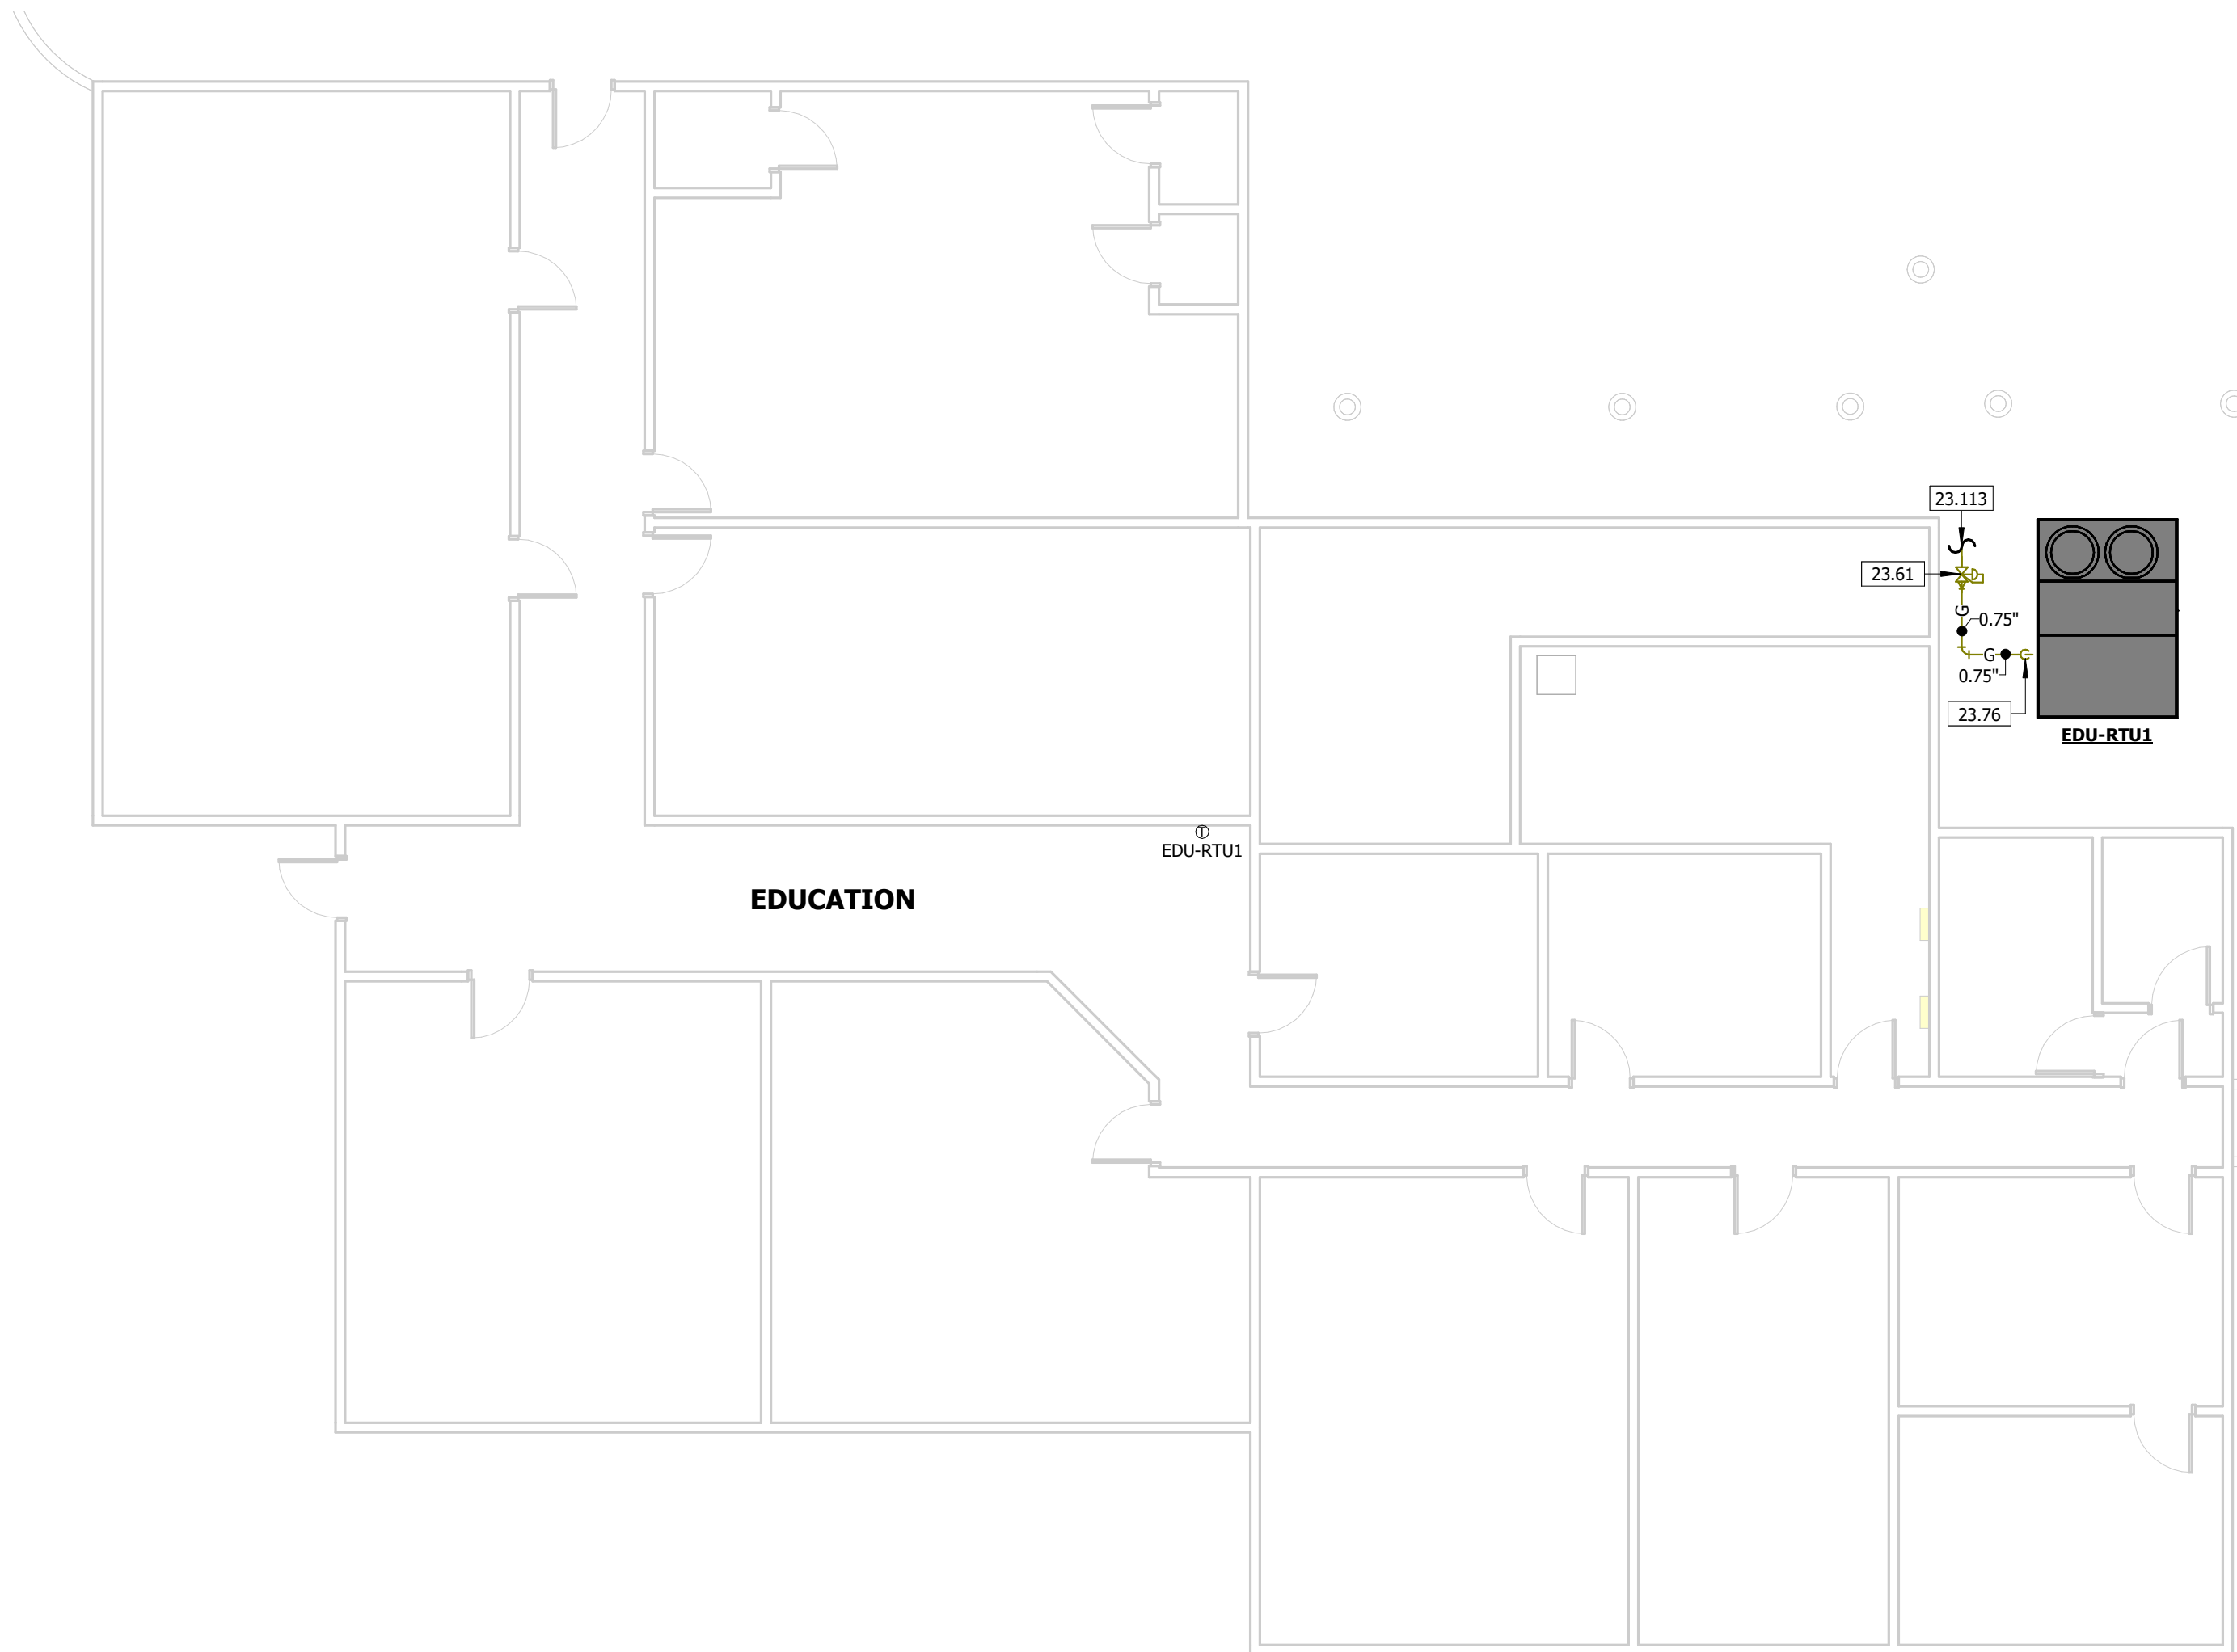 23.113
23.61
G
0.75"
G
0.75"
23.76
EDU-RTU1
T
EDU-RTU1
EDUCATION